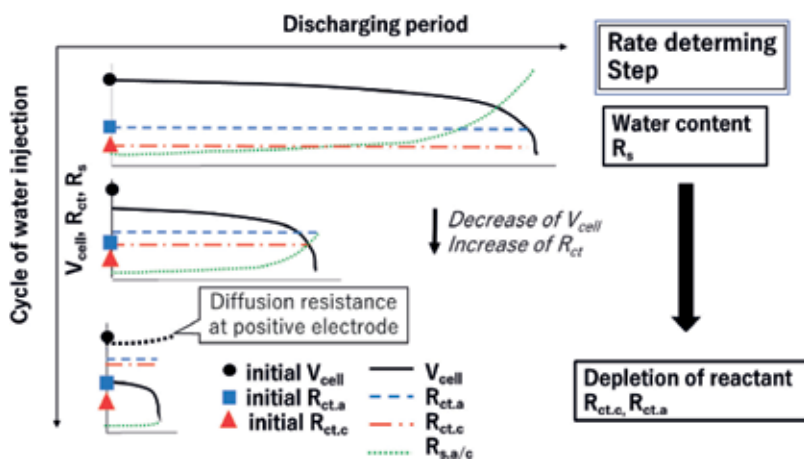 Discharging period
Rate determing
Step
Water content
Rs
Cycle of water injection
Vcell, Rct, Rs
Decrease of Vcell
Increase of Rct
Diffusion resistance
at positive electrode
initial Vcell
initial Rct.a
initial Rct.c
Vcell
Rct.a
Rct.c
Rs,a/c
Depletion of reactant
Rct.c, Rct.a